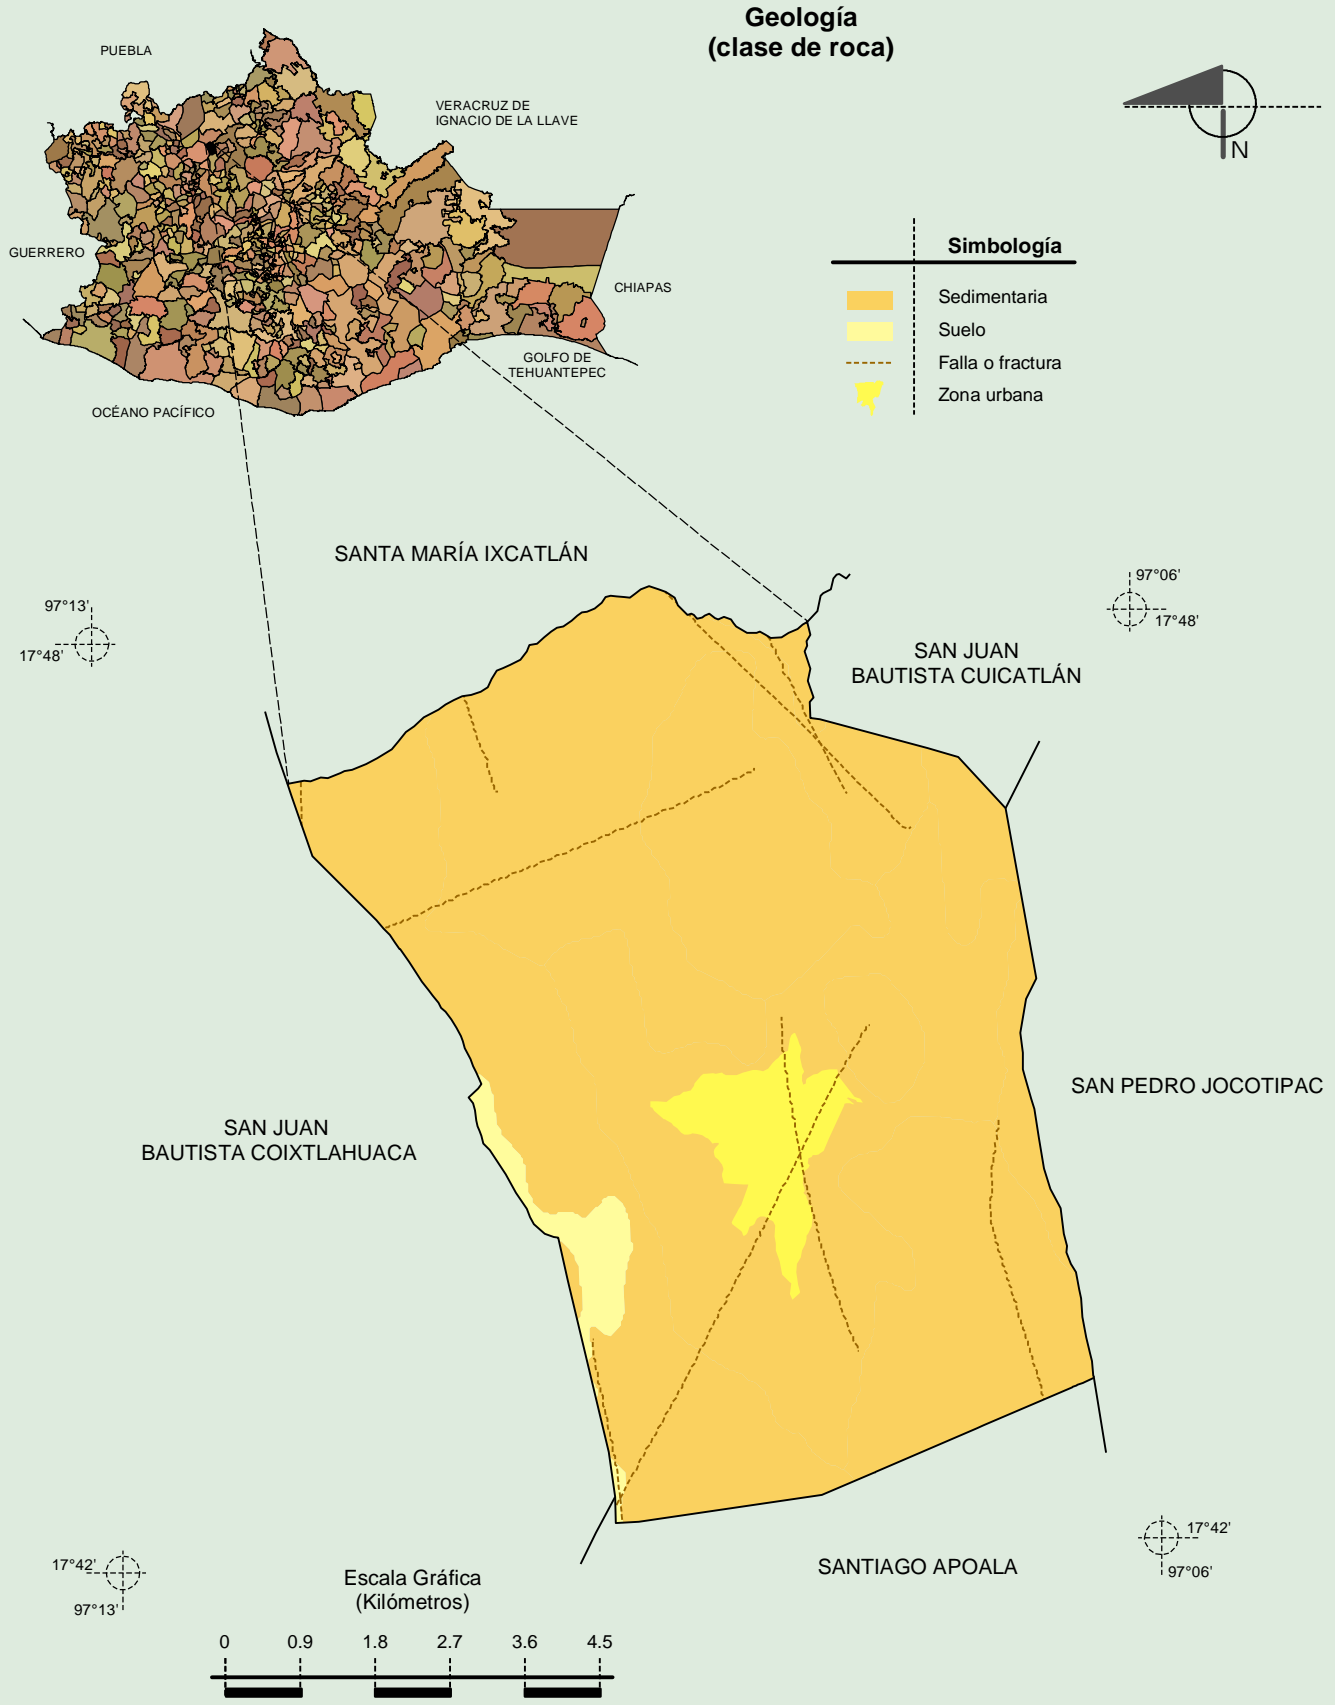 Geología
(clase de roca)
PUEBLA
VERACRUZ DE
IGNACIO DE LA LLAVE
GUERRERO
CHIAPAS
GOLFO DE
TEHUANTEPEC
OCÉANO PACÍFICO
N
Simbología
Sedimentaria
Suelo
Falla o fractura
Zona urbana
SANTA MARÍA IXCATLÁN
97°13'
17°48'
97°06'
17°48'
SAN JUAN
BAUTISTA CUICATLÁN
SAN PEDRO JOCOTIPAC
SAN JUAN
BAUTISTA COIXTLAHUACA
SANTIAGO APOALA
17°42'
97°13'
17°42'
97°06'
Escala Gráfica
(Kilómetros)
0 0.9 1.8 2.7 3.6 4.5